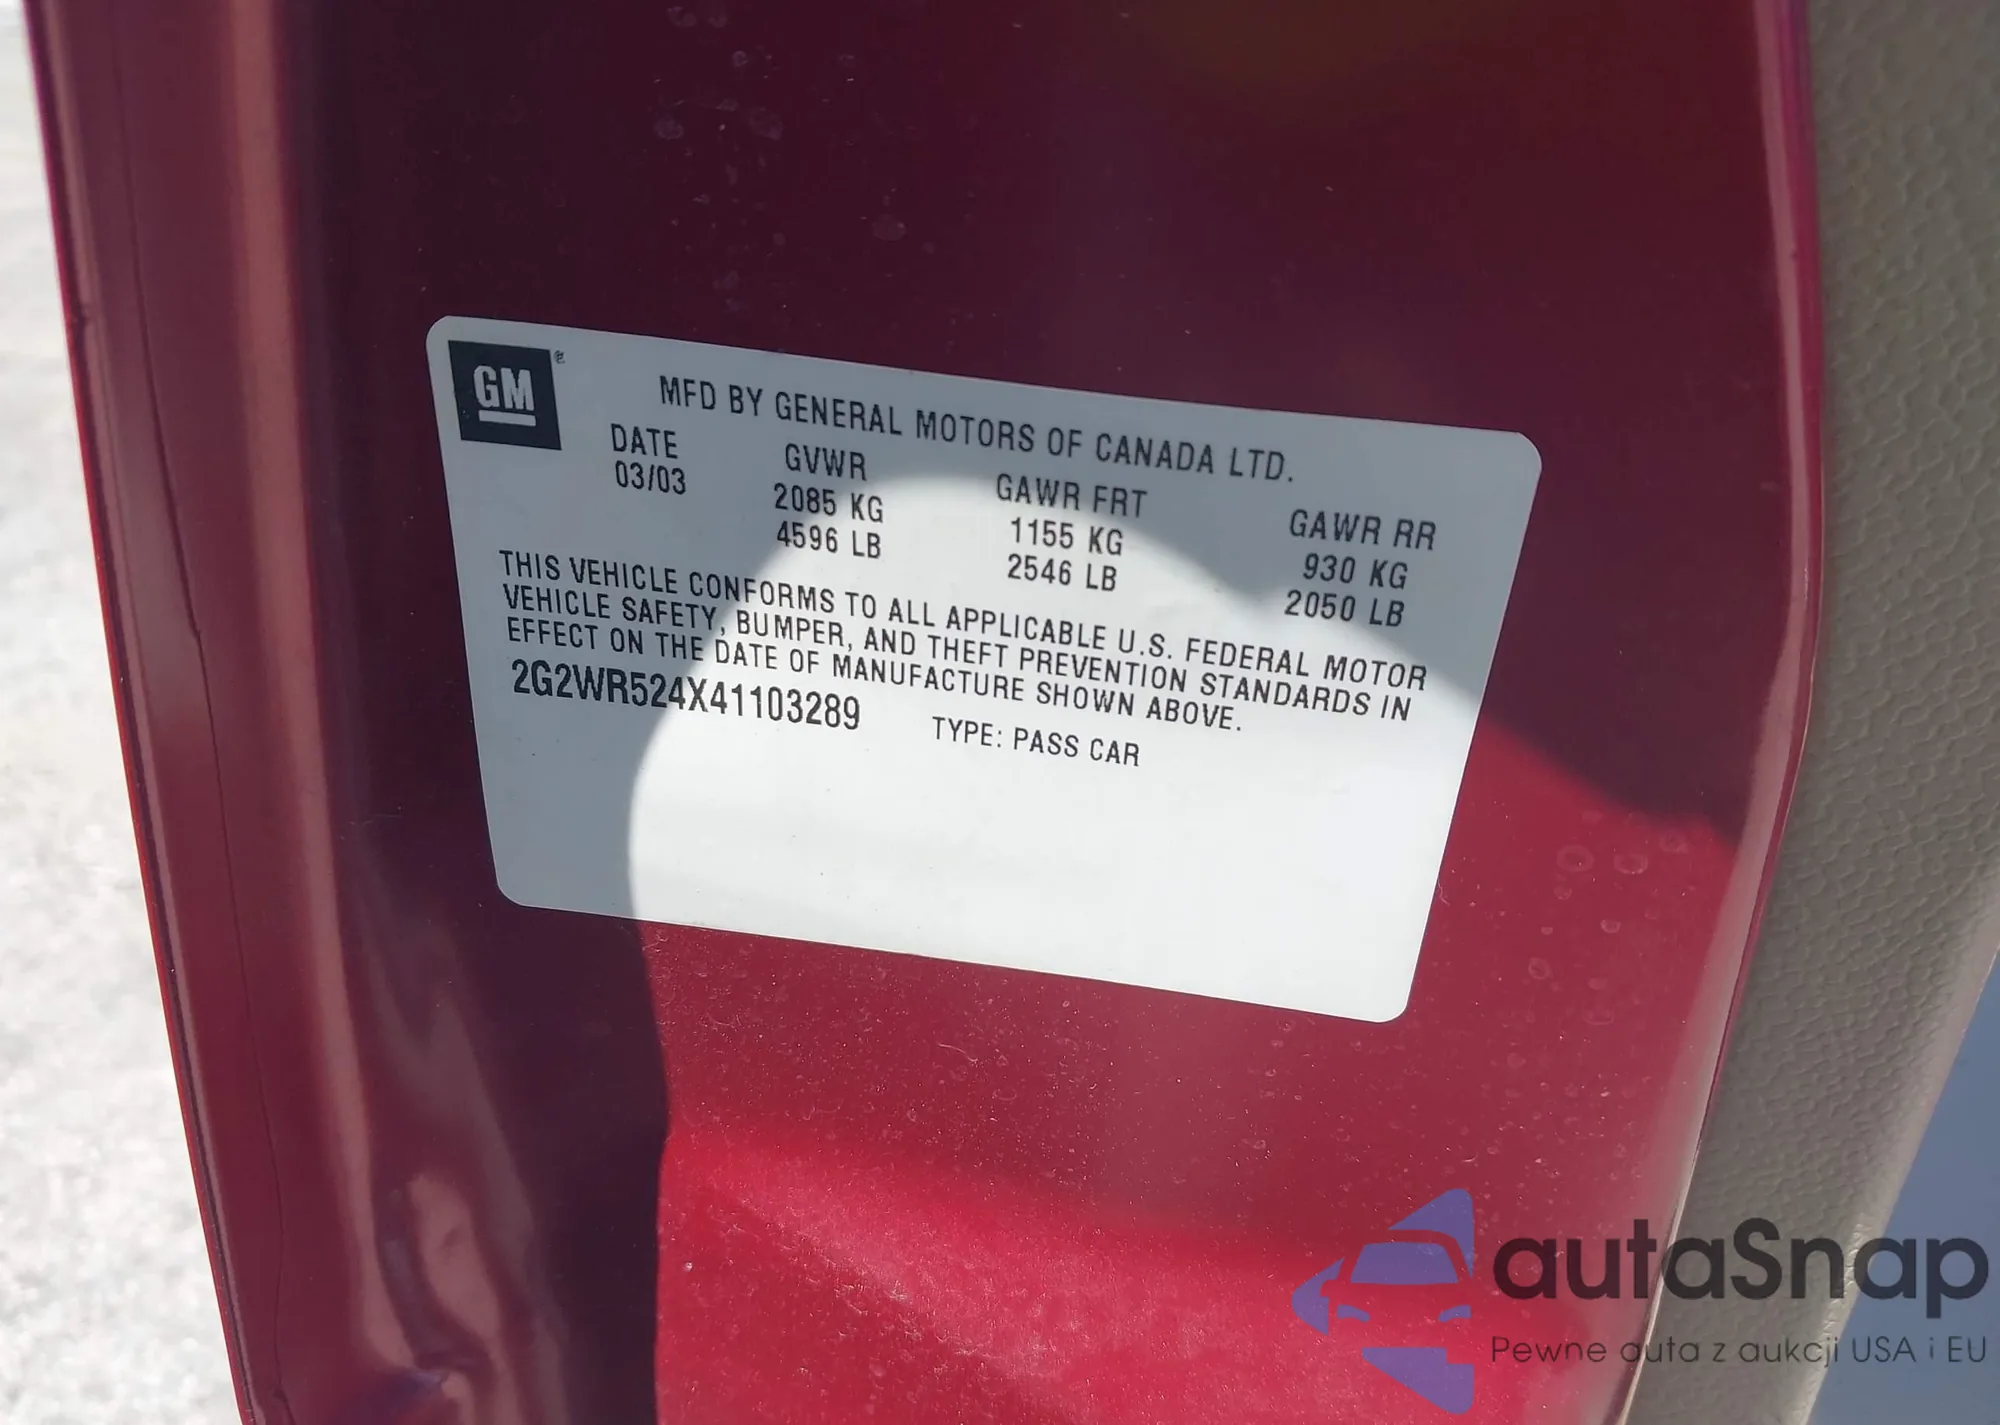 GM
MFD BY GENERAL MOTORS OF CANADA LTD.
DATE GVWR GAWR FRT GAWR RR
03/03 2085 KG 1155 KG 930 KG
4596 LB 2546 LB 2050 LB
THIS VEHICLE CONFORMS TO ALL APPLICABLE U.S. FEDERAL MOTOR
VEHICLE SAFETY, BUMPER, AND THEFT PREVENTION STANDARDS IN
EFFECT ON THE DATE OF MANUFACTURE SHOWN ABOVE.
2G2WR524X41103289 TYPE: PASS CAR
autaSnap
Pewne auta z aukcji USA i EU